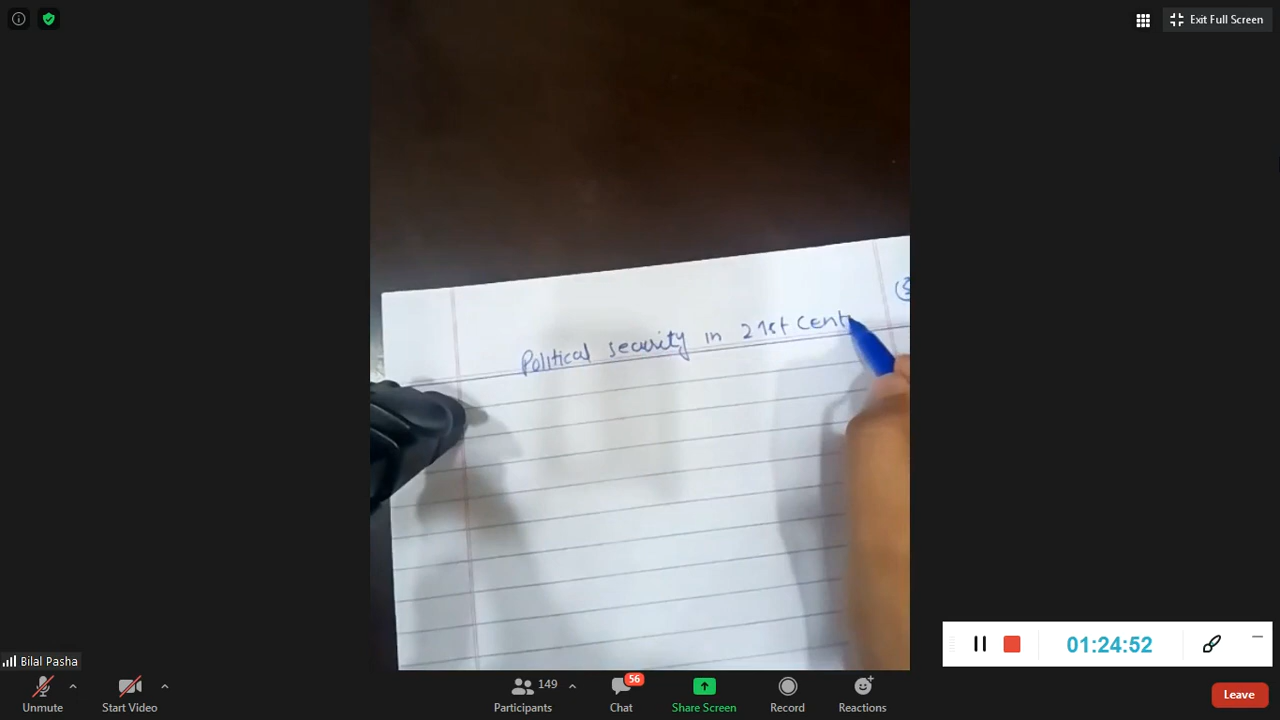 Exit Full Screen
Political security in 21st Cent
Bilal Pasha
01:24:52
149
56
Unmute
Start Video
Participants
Chat
Share Screen
Record
Reactions
Leave